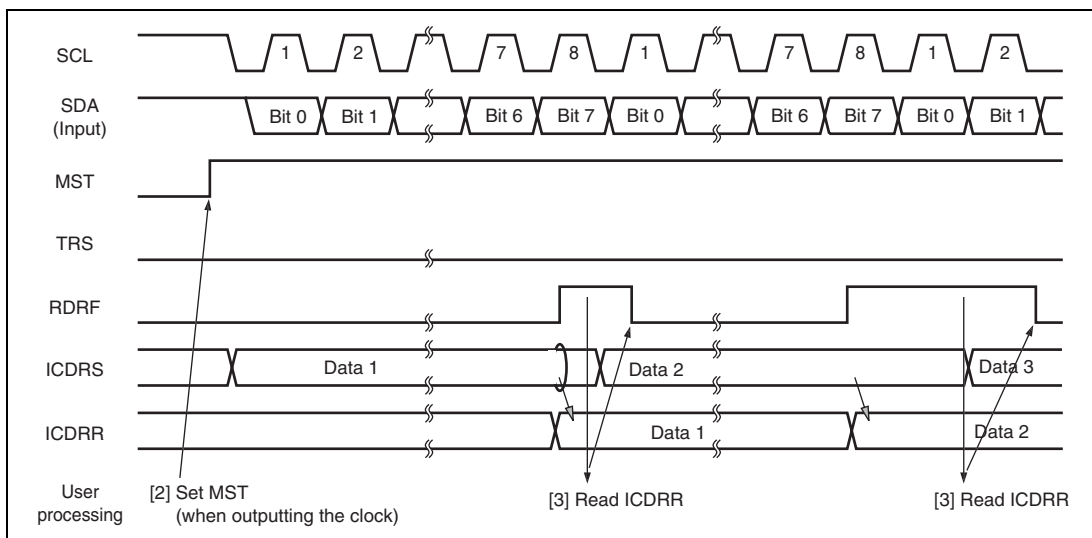 SCL 1 2 7 8 1 7 8 1 2
SDA
(Input) Bit 0 Bit 1 Bit 6 Bit 7 Bit 0 Bit 6 Bit 7 Bit 0 Bit 1
MST
TRS
RDRF
ICDRS Data 1 Data 2 Data 3
ICDRR Data 1 Data 2
User
processing
[2] Set MST
(when outputting the clock)
[3] Read ICDRR
[3] Read ICDRR